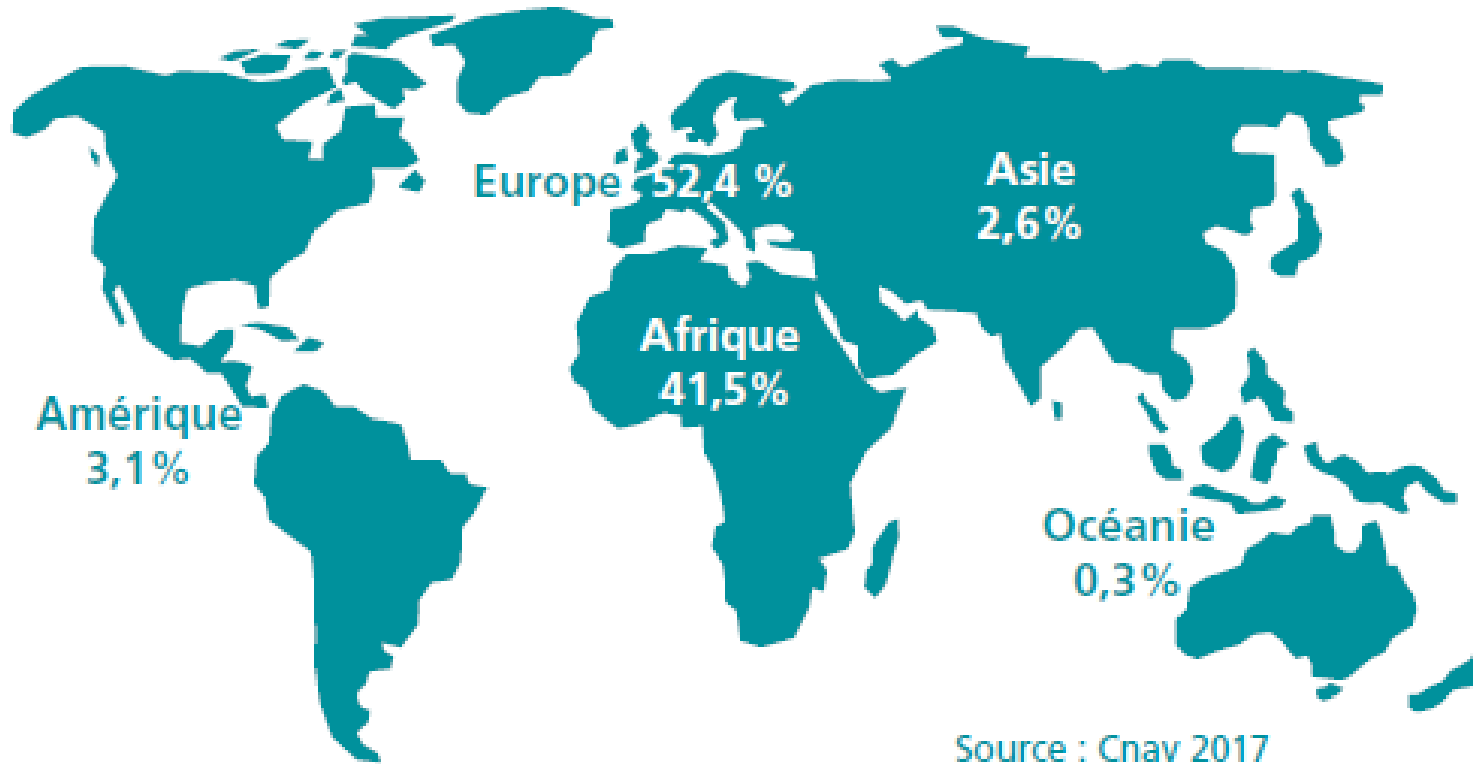 Europe 52,4 %
Asie
2,6%
Afrique
41,5%
Amérique
3,1%
Océanie
0,3%
Source : Cnav 2017